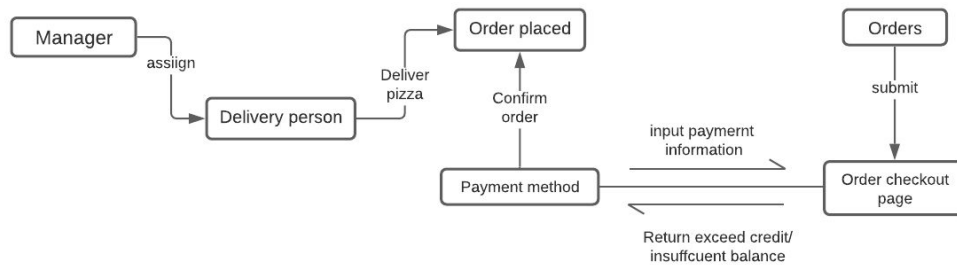 Manager
assiign
Delivery person
Deliver
pizza
Order placed
Confirm
order
Payment method
input paymernt
information
Return exceed credit/
insuffcuent balance
Orders
submit
Order checkout
page